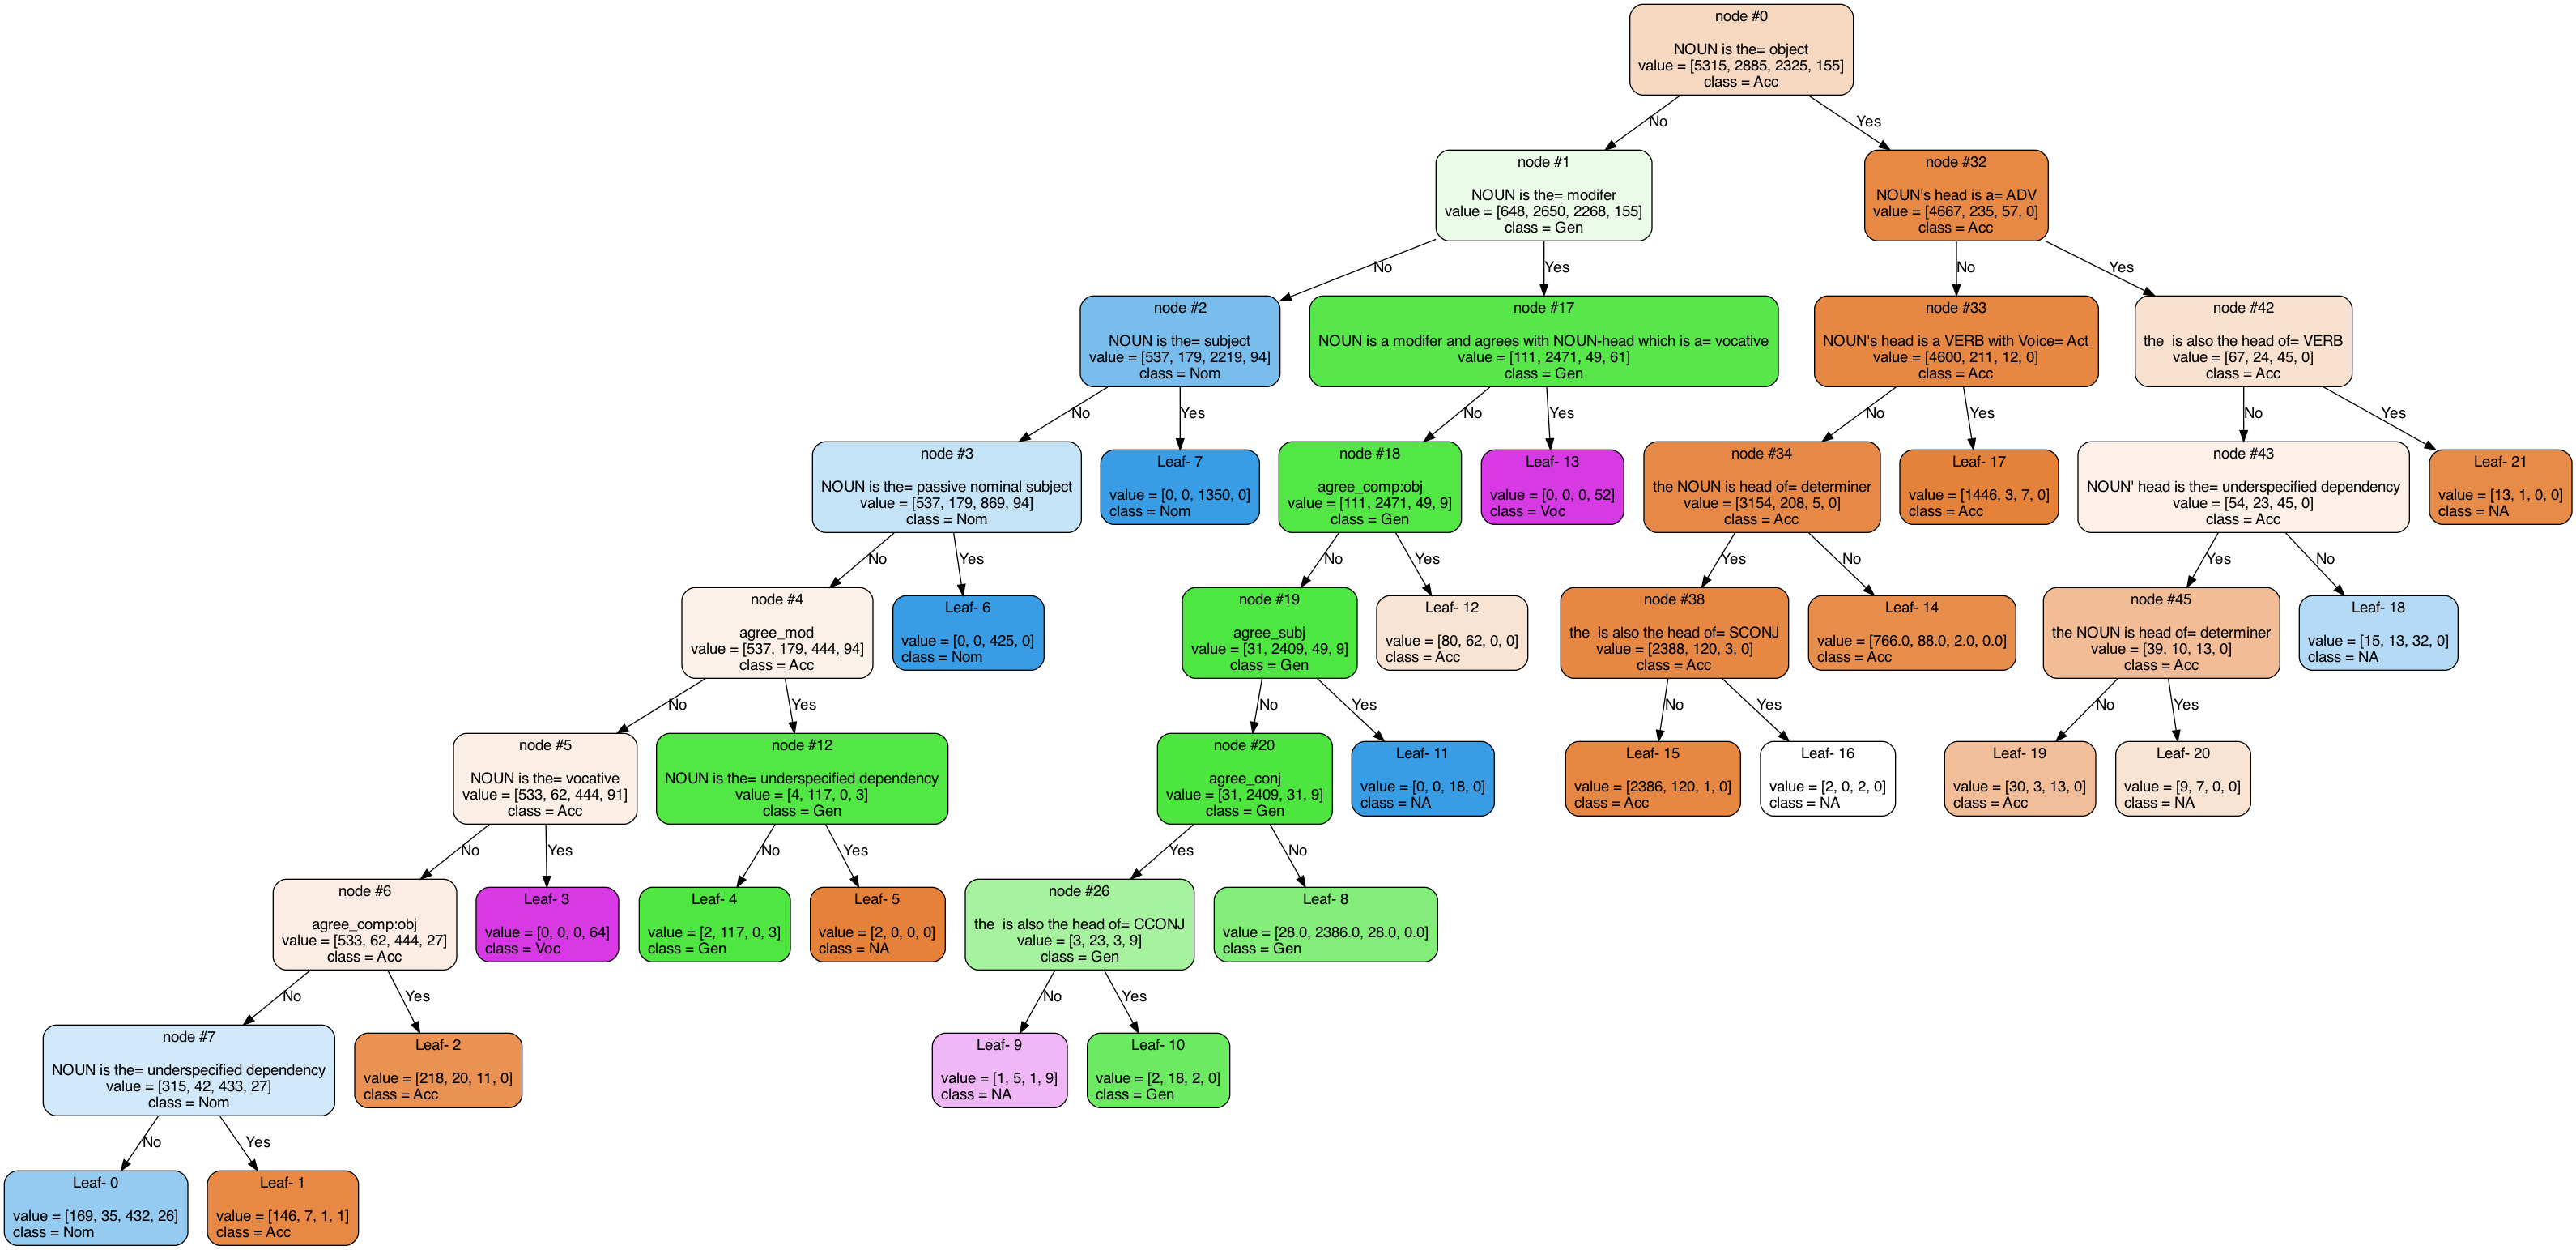 node #0
NOUN is the= object
value = [5315, 2885, 2325, 155]
class = Acc
No
Yes
node #1
NOUN is the= modifer
value = [648, 2650, 2268, 155]
class = Gen
node #32
NOUN's head is a= ADV
value = [4667, 235, 57, 0]
class = Acc
No
Yes
No
Yes
node #2
NOUN is the= subject
value = [537, 179, 2219, 94]
class = Nom
node #17
NOUN is a modifer and agrees with NOUN-head which is a= vocative
value = [111, 2471, 49, 61]
class = Gen
node #33
NOUN's head is a VERB with Voice= Act
value = [4600, 211, 12, 0]
class = Acc
node #42
the  is also the head of= VERB
value = [67, 24, 45, 0]
class = Acc
No
Yes
No
Yes
No
Yes
No
Yes
node #3
NOUN is the= passive nominal subject
value = [537, 179, 869, 94]
class = Nom
Leaf- 7
value = [0, 0, 1350, 0]
class = Nom
node #18
agree_comp:obj
value = [111, 2471, 49, 9]
class = Gen
Leaf- 13
value = [0, 0, 0, 52]
class = Voc
node #34
the NOUN is head of= determiner
value = [3154, 208, 5, 0]
class = Acc
Leaf- 17
value = [1446, 3, 7, 0]
class = Acc
node #43
NOUN' head is the= underspecified dependency
value = [54, 23, 45, 0]
class = Acc
Leaf- 21
value = [13, 1, 0, 0]
class = NA
No
Yes
No
Yes
Yes
No
Yes
No
node #4
agree_mod
value = [537, 179, 444, 94]
class = Acc
Leaf- 6
value = [0, 0, 425, 0]
class = Nom
node #19
agree_subj
value = [31, 2409, 49, 9]
class = Gen
Leaf- 12
value = [80, 62, 0, 0]
class = Acc
node #38
the  is also the head of= SCONJ
value = [2388, 120, 3, 0]
class = Acc
Leaf- 14
value = [766.0, 88.0, 2.0, 0.0]
class = Acc
node #45
the NOUN is head of= determiner
value = [39, 10, 13, 0]
class = Acc
Leaf- 18
value = [15, 13, 32, 0]
class = NA
No
Yes
No
Yes
No
Yes
No
Yes
node #5
NOUN is the= vocative
value = [533, 62, 444, 91]
class = Acc
node #12
NOUN is the= underspecified dependency
value = [4, 117, 0, 3]
class = Gen
node #20
agree_conj
value = [31, 2409, 31, 9]
class = Gen
Leaf- 11
value = [0, 0, 18, 0]
class = NA
Leaf- 15
value = [2386, 120, 1, 0]
class = Acc
Leaf- 16
value = [2, 0, 2, 0]
class = NA
Leaf- 19
value = [30, 3, 13, 0]
class = Acc
Leaf- 20
value = [9, 7, 0, 0]
class = NA
No
Yes
No
Yes
Yes
No
node #6
agree_comp:obj
value = [533, 62, 444, 27]
class = Acc
Leaf- 3
value = [0, 0, 0, 64]
class = Voc
Leaf- 4
value = [2, 117, 0, 3]
class = Gen
Leaf- 5
value = [2, 0, 0, 0]
class = NA
node #26
the  is also the head of= CCONJ
value = [3, 23, 3, 9]
class = Gen
Leaf- 8
value = [28.0, 2386.0, 28.0, 0.0]
class = Gen
No
Yes
No
Yes
node #7
NOUN is the= underspecified dependency
value = [315, 42, 433, 27]
class = Nom
Leaf- 2
value = [218, 20, 11, 0]
class = Acc
Leaf- 9
value = [1, 5, 1, 9]
class = NA
Leaf- 10
value = [2, 18, 2, 0]
class = Gen
No
Yes
Leaf- 0
value = [169, 35, 432, 26]
class = Nom
Leaf- 1
value = [146, 7, 1, 1]
class = Acc